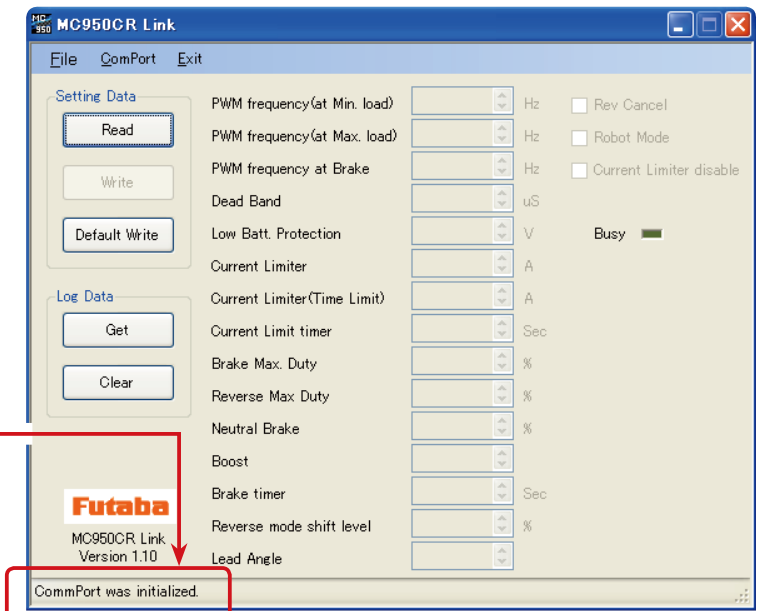 MC950CR Link
File ComPort Exit
Setting Data
Read
Write
Default Write
Log Data
Get
Clear
PWM frequency(at Min. load) Hz
PWM frequency(at Max. load) Hz
PWM frequency at Brake Hz
Dead Band uS
Low Batt. Protection V
Current Limiter A
Current Limiter(Time Limit) A
Current Limit timer Sec
Brake Max. Duty %
Reverse Max Duty %
Neutral Brake %
Boost
Brake timer Sec
Reverse mode shift level %
Lead Angle
Rev Cancel
Robot Mode
Current Limiter disable
Busy
Futaba
MC950CR Link
Version 1.10
CommPort was initialized.